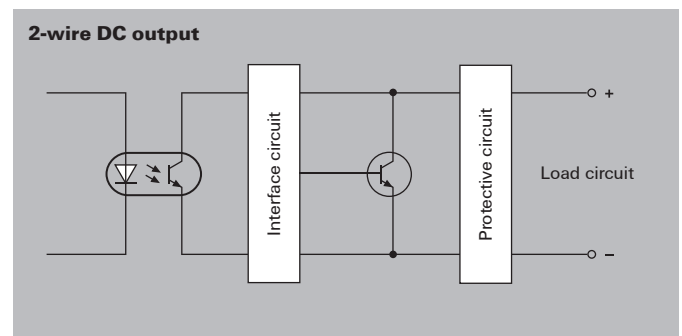 2-wire DC output
Interface circuit
Protective circuit
+
Load circuit
–